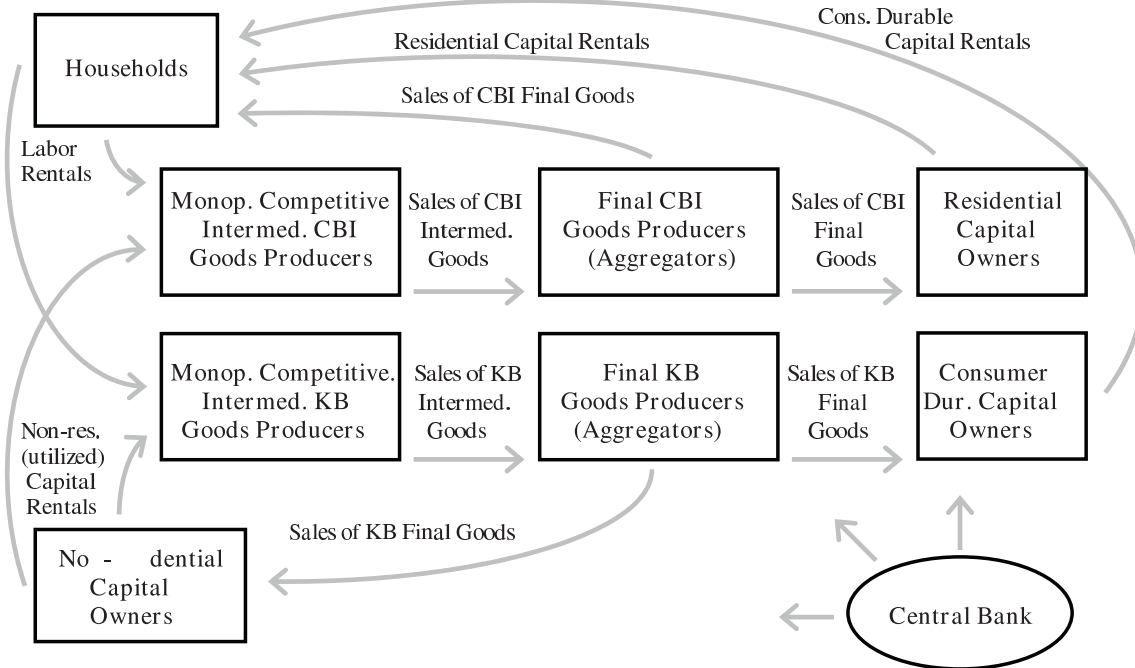 Cons. Durable
Capital Rentals
Residential Capital Rentals
Households
Sales of CBI Final Goods
Labor
Rentals
Monop. Competitive
Intermed. CBI
Goods Producers
Sales of CBI
Intermed.
Goods
Final CBI
Goods Producers
(Aggregators)
Sales of CBI
Final
Goods
Residential
Capital
Owners
Monop. Competitive.
Intermed. KB
Goods Producers
Sales of KB
Intermed.
Goods
Final KB
Goods Producers
(Aggregators)
Sales of KB
Final
Goods
Consumer
Dur. Capital
Owners
Non-res.
(utilized)
Capital
Rentals
Sales of KB Final Goods
No - dential
Capital
Owners
Central Bank